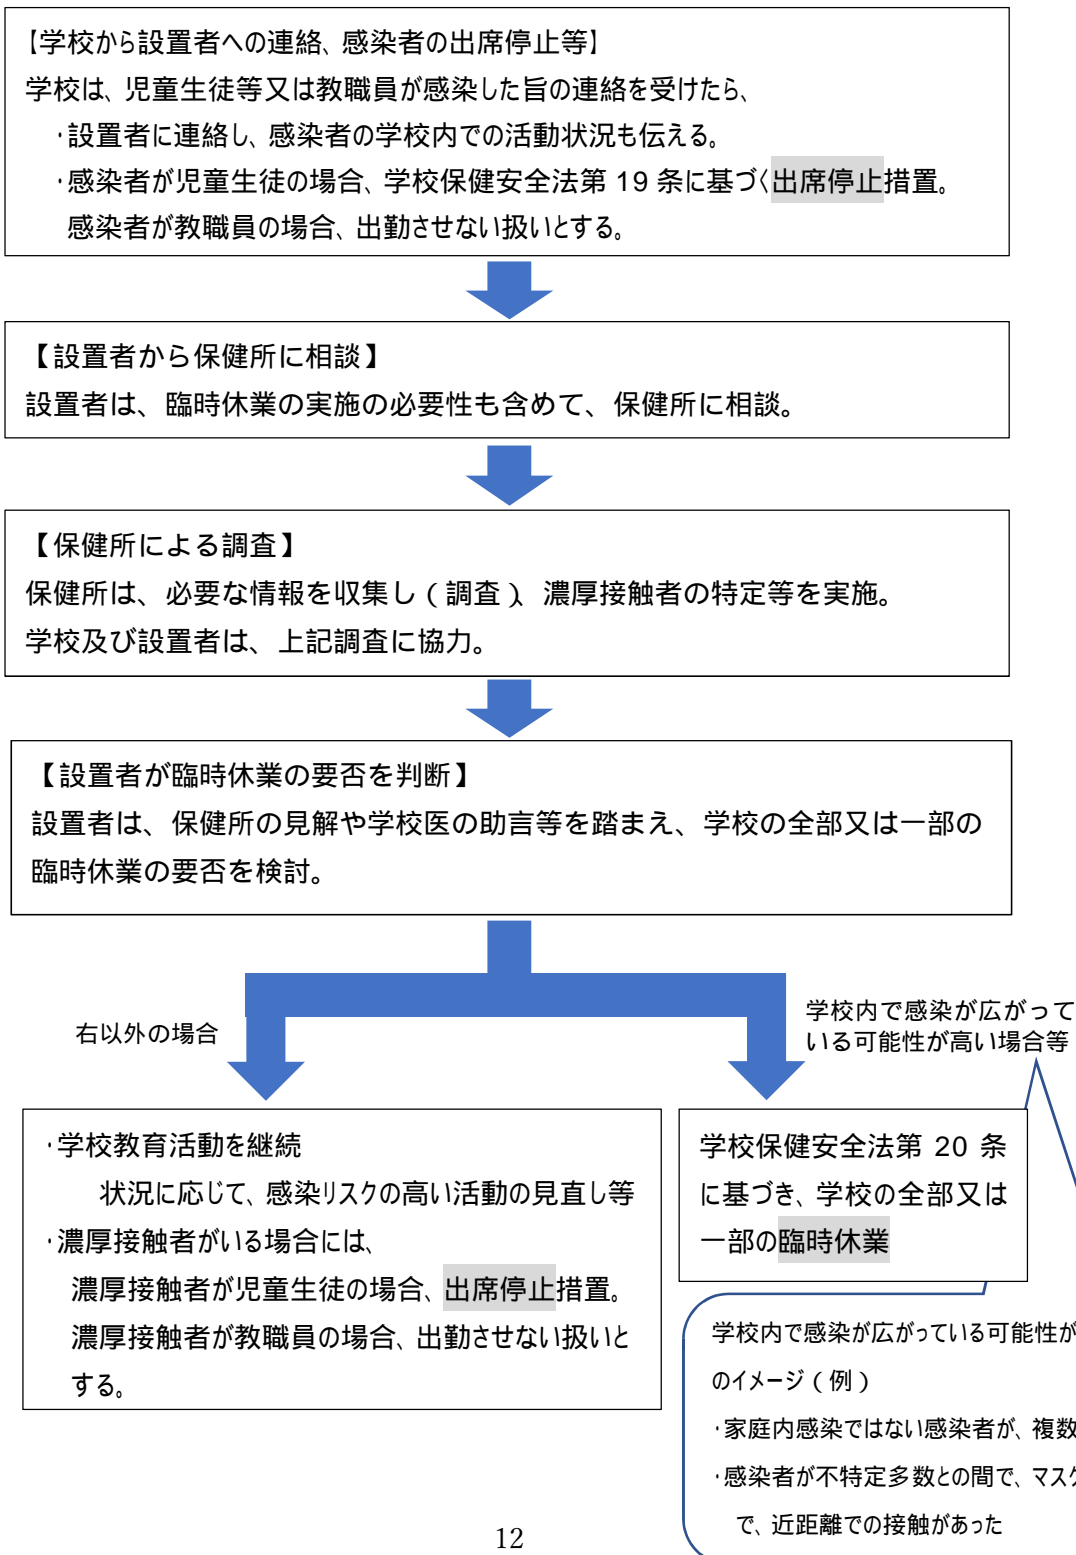 【学校から設置者への連絡、感染者の出席停止等】
学校は、児童生徒等又は教職員が感染した旨の連絡を受けたら、
・設置者に連絡し、感染者の学校内での活動状況も伝える。
・感染者が児童生徒の場合、学校保健安全法第 19 条に基づく出席停止措置。
感染者が教職員の場合、出勤させない扱いとする。
【設置者から保健所に相談】
設置者は、臨時休業の実施の必要性も含めて、保健所に相談。
【保健所による調査】
保健所は、必要な情報を収集し（調査）、濃厚接触者の特定等を実施。
学校及び設置者は、上記調査に協力。
【設置者が臨時休業の要否を判断】
設置者は、保健所の見解や学校医の助言等を踏まえ、学校の全部又は一部の
臨時休業の要否を検討。
右以外の場合
学校内で感染が広がって
いる可能性が高い場合等
・学校教育活動を継続
状況に応じて、感染リスクの高い活動の見直し等
・濃厚接触者がいる場合には、
濃厚接触者が児童生徒の場合、出席停止措置。
濃厚接触者が教職員の場合、出勤させない扱いと
する。
学校保健安全法第 20 条
に基づき、学校の全部又は
一部の臨時休業
学校内で感染が広がっている可能性が
のイメージ（例）
・家庭内感染ではない感染者が、複数
・感染者が不特定多数との間で、マス
で、近距離での接触があった
12